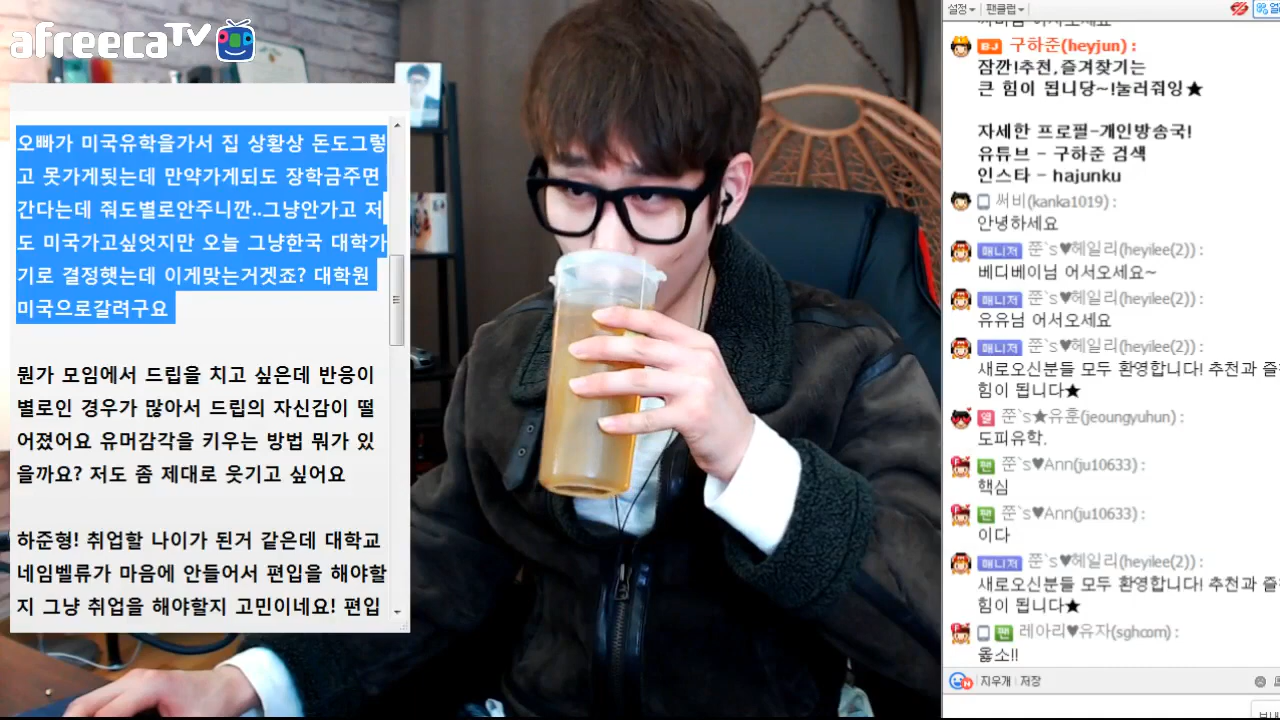 afreecaTV
오빠가 미국유학을가서 집 상황상 돈도그렇
고 못가게됫는데 만약가게되도 장학금주면
간다는데 줘도별로안주니깐..그냥안가고 저
도 미국가고싶엇지만 오늘 그냥한국 대학가
기로 결정햇는데 이게맞는거겟죠? 대학원
미국으로갈려구요
뭔가 모임에서 드립을 치고 싶은데 반응이
별로인 경우가 많아서 드립의 자신감이 떨
어졌어요 유머감각을 키우는 방법 뭐가 있
을까요? 저도 좀 제대로 웃기고 싶어요
하준형! 취업할 나이가 된거 같은데 대학교
네임벨류가 마음에 안들어서 편입을 해야할
지 그냥 취업을 해야할지 고민이네요! 편입
설정 팬클럽
BJ 구하준(heyjun) :
잠깐!추천,즐겨찾기는
큰 힘이 됩니당~!눌러줘잉★
자세한 프로필-개인방송국!
유튜브 - 구하준 검색
인스타 - hajunku
써비(kanka1019) :
안녕하세요
매니저 쭌`s♥헤일리(heyilee(2)) :
베디베이님 어서오세요~
매니저 쭌`s♥헤일리(heyilee(2)) :
유유님 어서오세요
매니저 쭌`s♥헤일리(heyilee(2)) :
새로오신분들 모두 환영합니다! 추천과
힘이 됩니다★
열 쭌`s★유훈(jeoungyuhun) :
도피유학.
팬 쭌`s♥Ann(ju10633) :
핵심
팬 쭌`s♥Ann(ju10633) :
이다
매니저 쭌`s♥헤일리(heyilee(2)) :
새로오신분들 모두 환영합니다! 추천과
힘이 됩니다★
팬 레아리♥유자(sghcom) :
옳소!!
지우개 저장